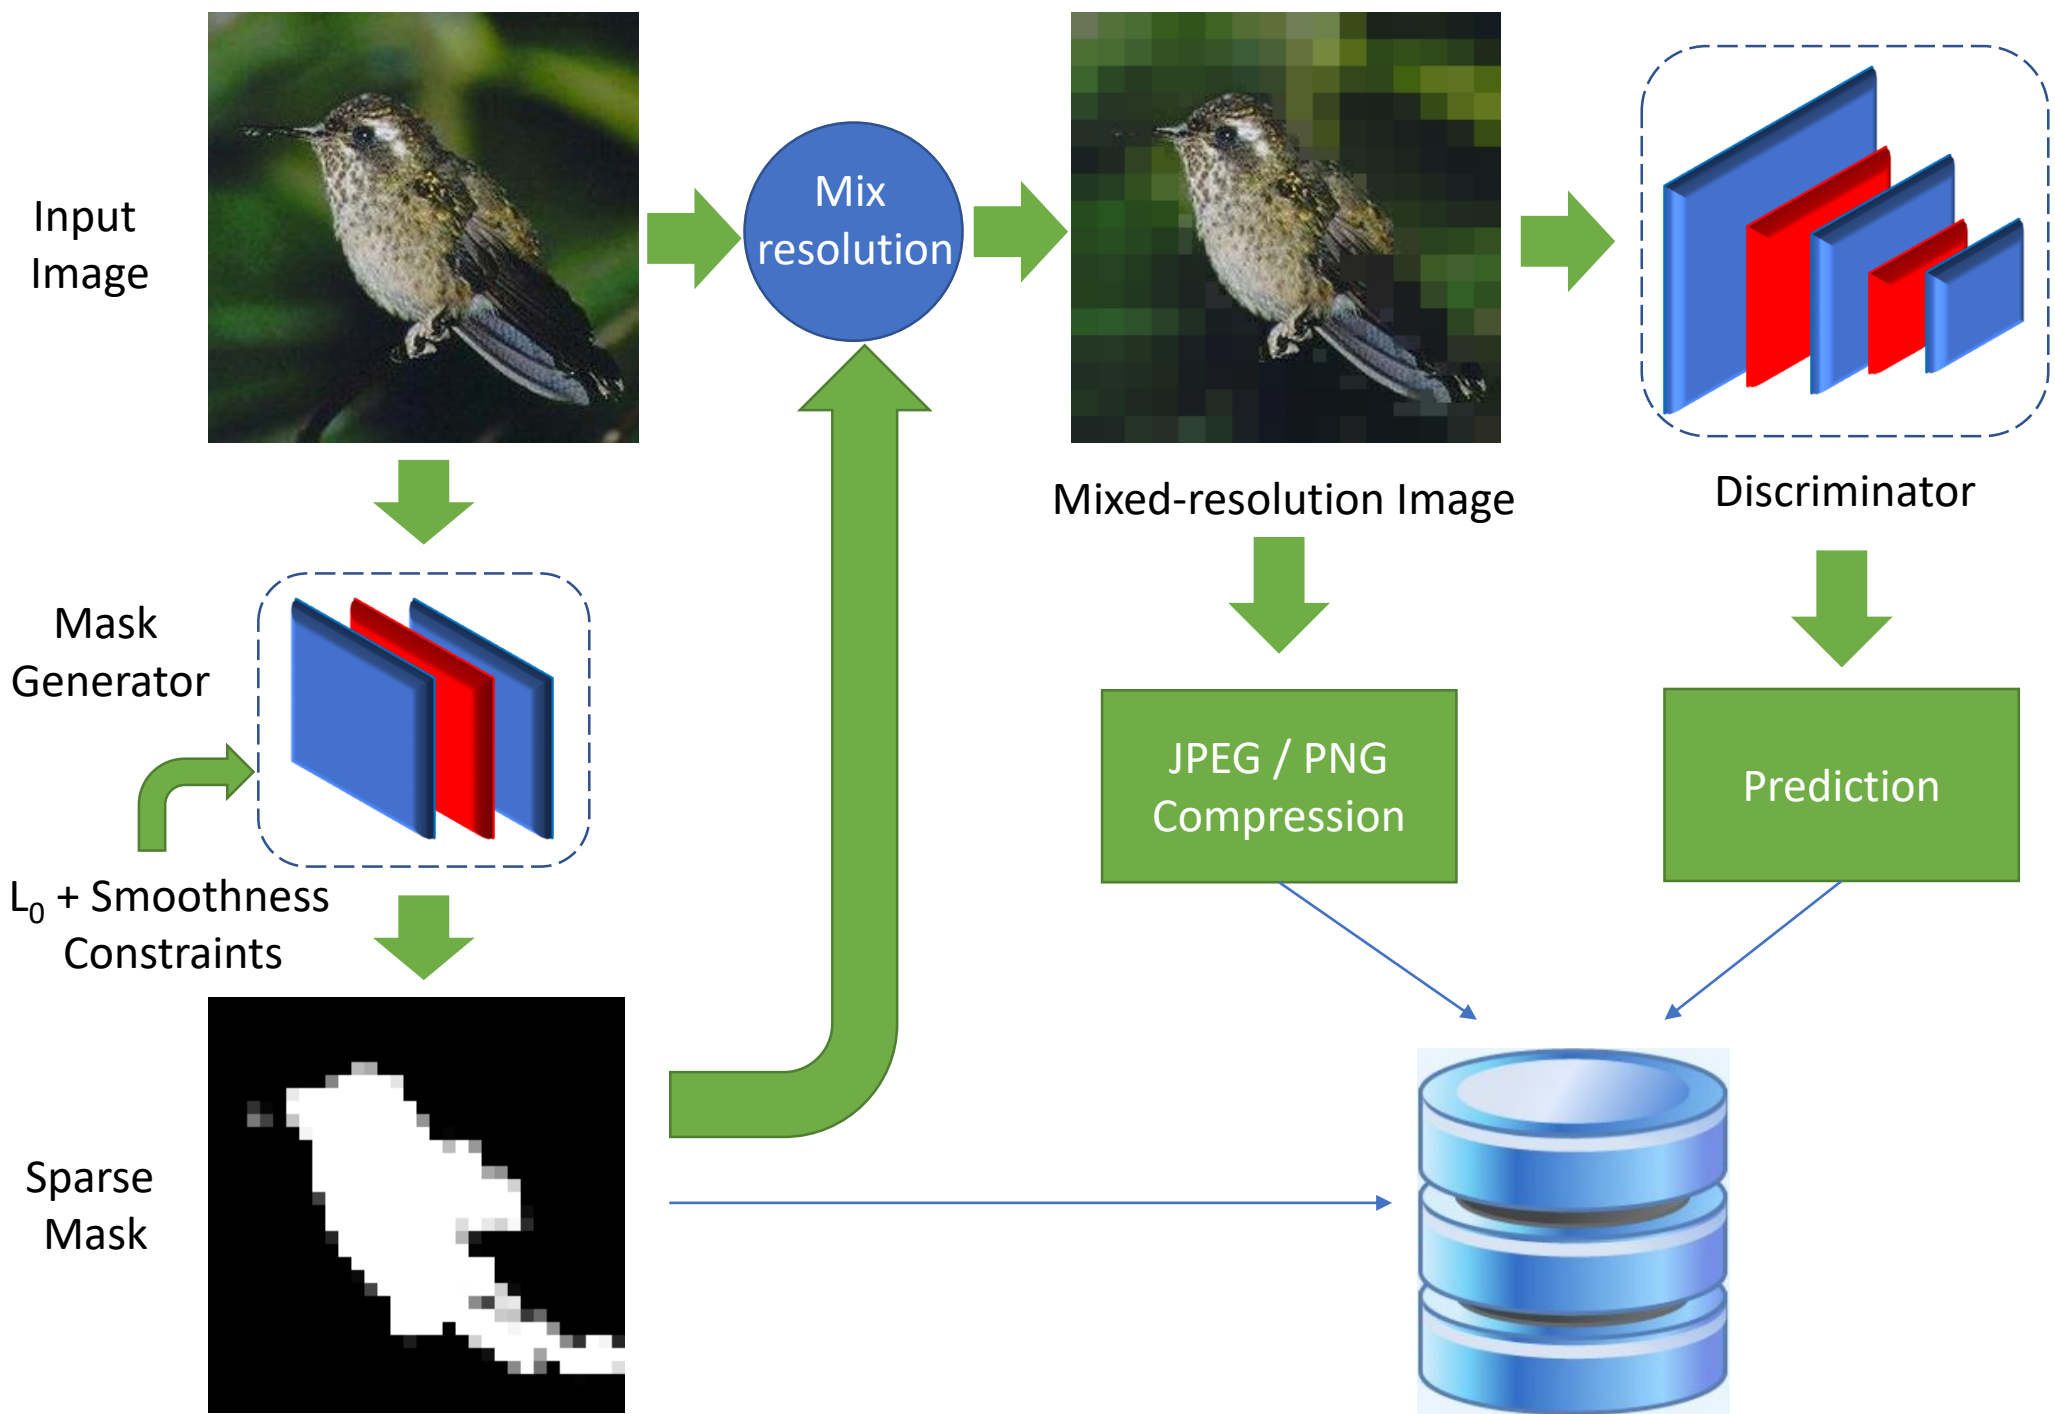 Input
Image
Mix
resolution
Mixed-resolution Image
Discriminator
Mask
Generator
L₀ + Smoothness
Constraints
JPEG / PNG
Compression
Prediction
Sparse
Mask